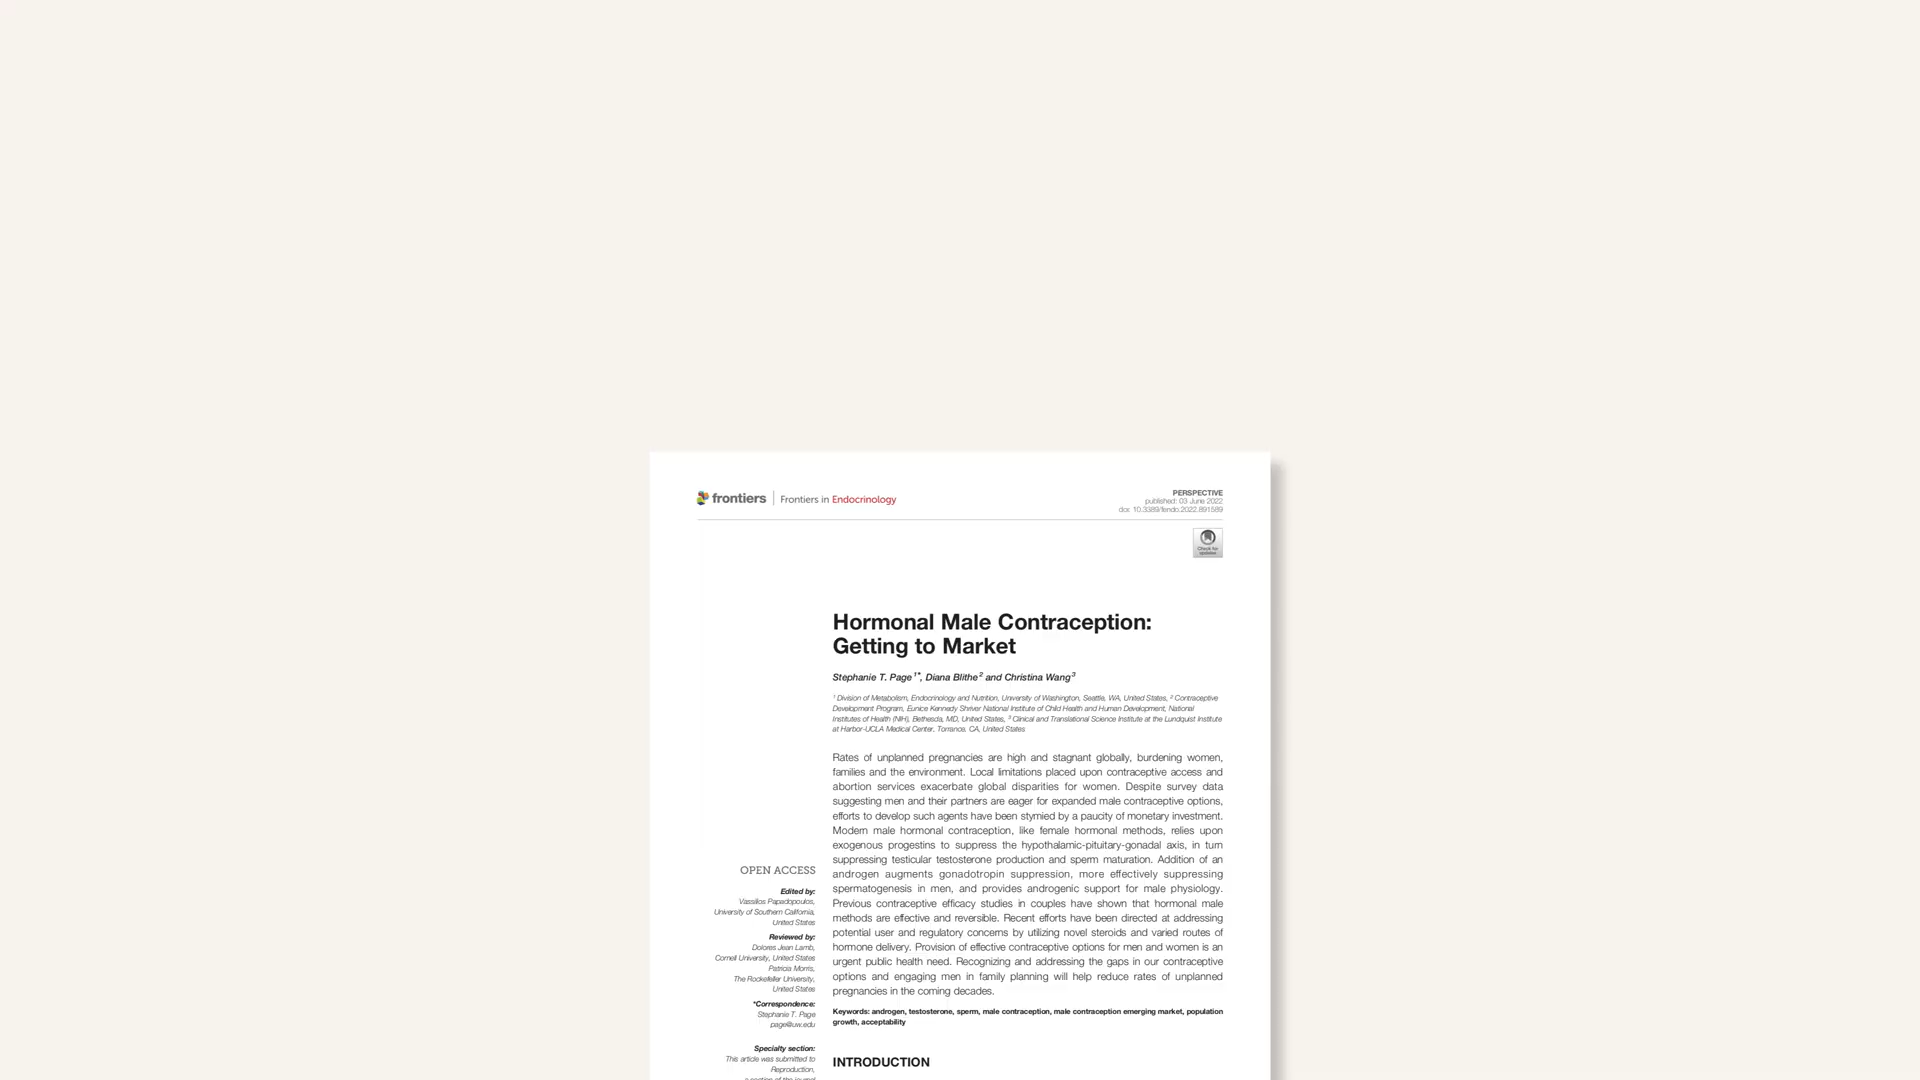 frontiers | Frontiers in Endocrinology
PERSPECTIVE
published: 03 June 2022
doi: 10.3389/fendo.2022.891589
Check for
updates
Hormonal Male Contraception:
Getting to Market
Stephanie T. Page 1*, Diana Blithe 2 and Christina Wang 3
1 Division of Metabolism, Endocrinology and Nutrition, University of Washington, Seattle, WA, United States, 2 Contraceptive
Development Program, Eunice Kennedy Shriver National Institute of Child Health and Human Development, National
Institutes of Health (NIH), Bethesda, MD, United States, 3 Clinical and Translational Science Institute at the Lundquist Institute
at Harbor-UCLA Medical Center, Torrance, CA, United States
Rates of unplanned pregnancies are high and stagnant globally, burdening women,
families and the environment. Local limitations placed upon contraceptive access and
abortion services exacerbate global disparities for women. Despite survey data
suggesting men and their partners are eager for expanded male contraceptive options,
efforts to develop such agents have been stymied by a paucity of monetary investment.
Modern male hormonal contraception, like female hormonal methods, relies upon
exogenous progestins to suppress the hypothalamic-pituitary-gonadal axis, in turn
suppressing testicular testosterone production and sperm maturation. Addition of an
androgen augments gonadotropin suppression, more effectively suppressing
spermatogenesis in men, and provides androgenic support for male physiology.
Previous contraceptive efficacy studies in couples have shown that hormonal male
methods are effective and reversible. Recent efforts have been directed at addressing
potential user and regulatory concerns by utilizing novel steroids and varied routes of
hormone delivery. Provision of effective contraceptive options for men and women is an
urgent public health need. Recognizing and addressing the gaps in our contraceptive
options and engaging men in family planning will help reduce rates of unplanned
pregnancies in the coming decades.
Keywords: androgen, testosterone, sperm, male contraception, male contraception emerging market, population
growth, acceptability
INTRODUCTION
OPEN ACCESS
Edited by:
Vassilios Papadopoulos,
University of Southern California,
United States
Reviewed by:
Dolores Jean Lamb,
Cornell University, United States
Patricia Morris,
The Rockefeller University,
United States
*Correspondence:
Stephanie T. Page
page@uw.edu
Specialty section:
This article was submitted to
Reproduction,
a section of the journal